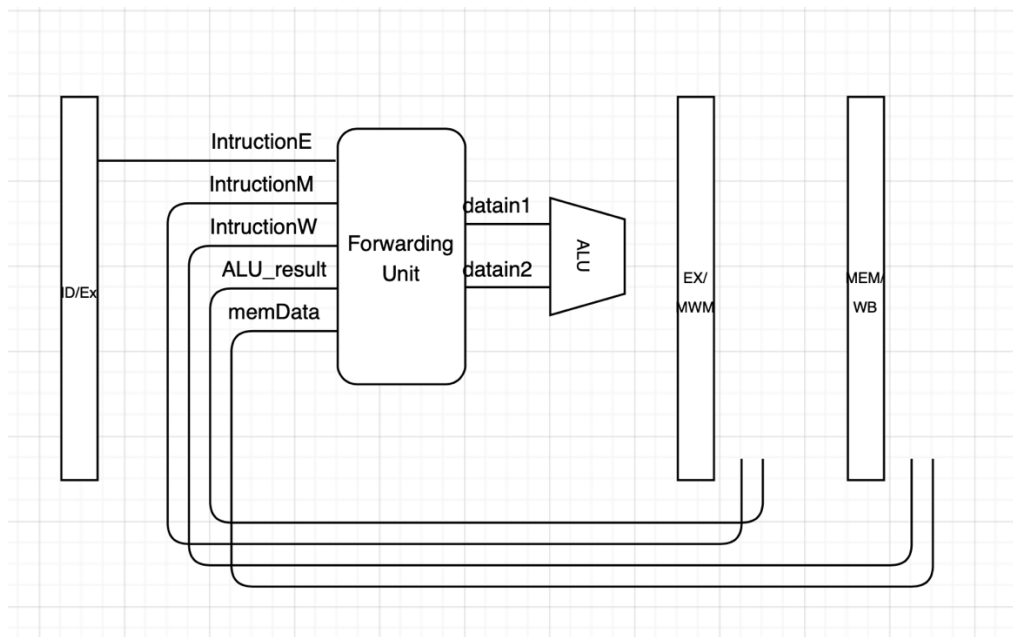 IntructionE
IntructionM
IntructionW
ALU_result
memData
ID/Ex
Forwarding
Unit
datain1
datain2
ALU
EX/
MWM
MEM/
WB